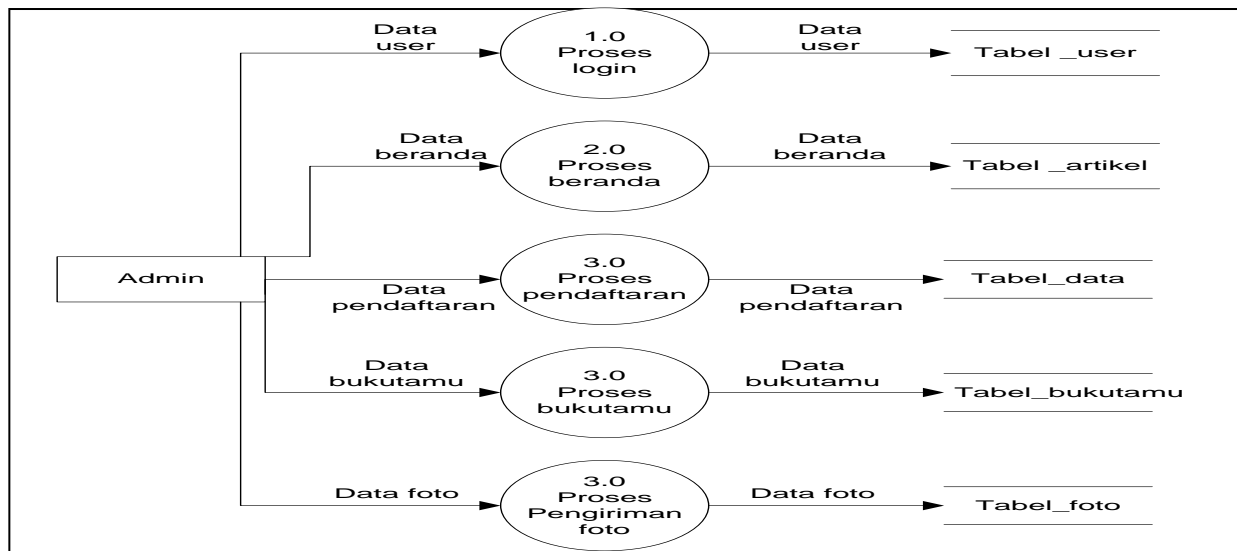 Data
user
1.0
Proses
login
Data
user
Tabel _user
Data
beranda
2.0
Proses
beranda
Data
beranda
Tabel _artikel
Admin
Data
pendaftaran
3.0
Proses
pendaftaran
Data
pendaftaran
Tabel_data
Data
bukutamu
3.0
Proses
bukutamu
Data
bukutamu
Tabel_bukutamu
Data foto
3.0
Proses
Pengiriman
foto
Data foto
Tabel_foto